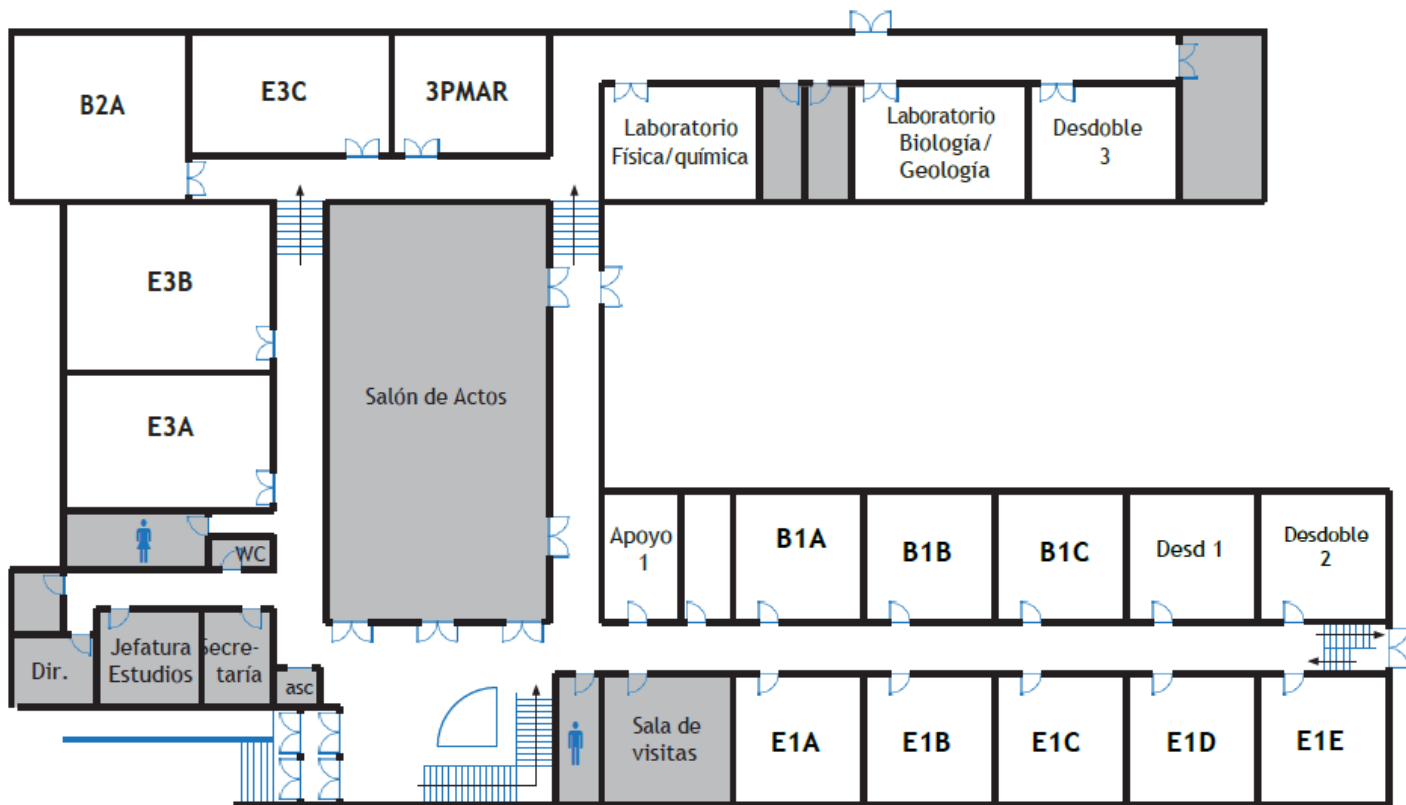 B2A
E3C
3PMAR
Laboratorio
Física/química
Laboratorio
Biología/
Geología
Desdoble
3
E3B
E3A
Salón de Actos
WC
Dir.
Jefatura
Estudios
Secre-
taría
asc
Apoyo
1
B1A
B1B
B1C
Desd 1
Desdoble
2
Sala de
visitas
E1A
E1B
E1C
E1D
E1E